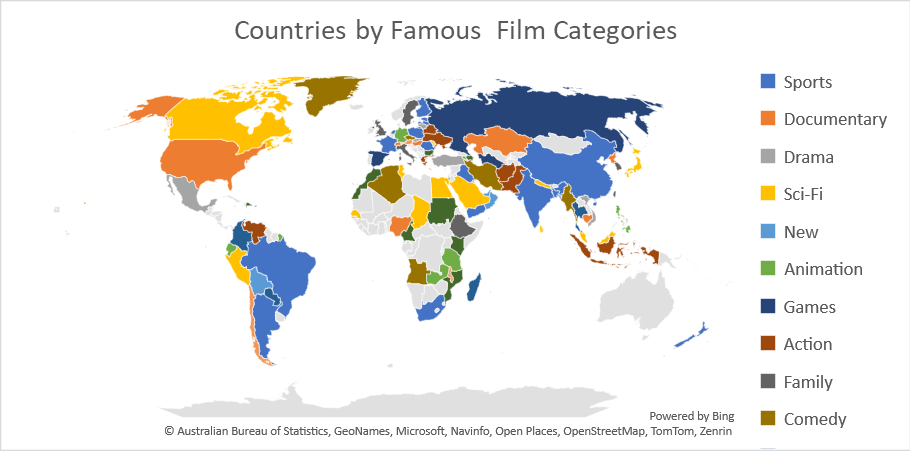 Countries by Famous  Film Categories
Sports
Documentary
Drama
Sci-Fi
New
Animation
Games
Action
Family
Comedy
Powered by Bing
© Australian Bureau of Statistics, GeoNames, Microsoft, Navinfo, Open Places, OpenStreetMap, TomTom, Zenrin